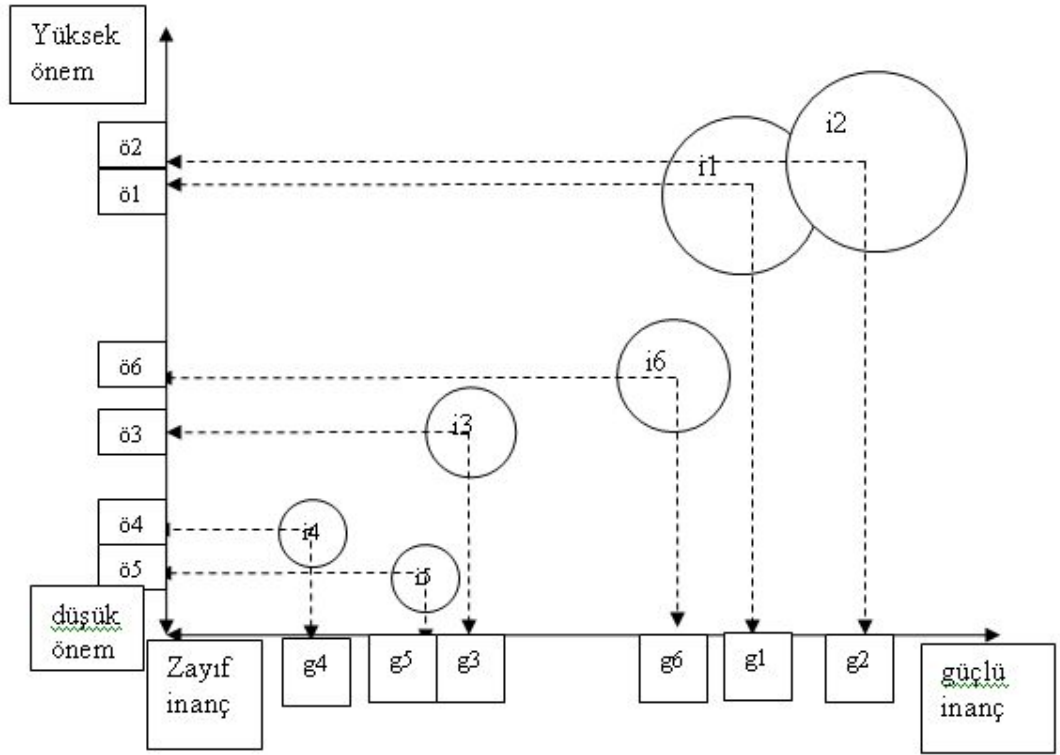 Yüksek
önem
ö2
i2
i1
ö1
ö6
i6
ö3
i3
ö4
i4
ö5
i5
düşük
önem
Zayıf
inanç
g4
g5
g3
g6
g1
g2
güçlü
inanç